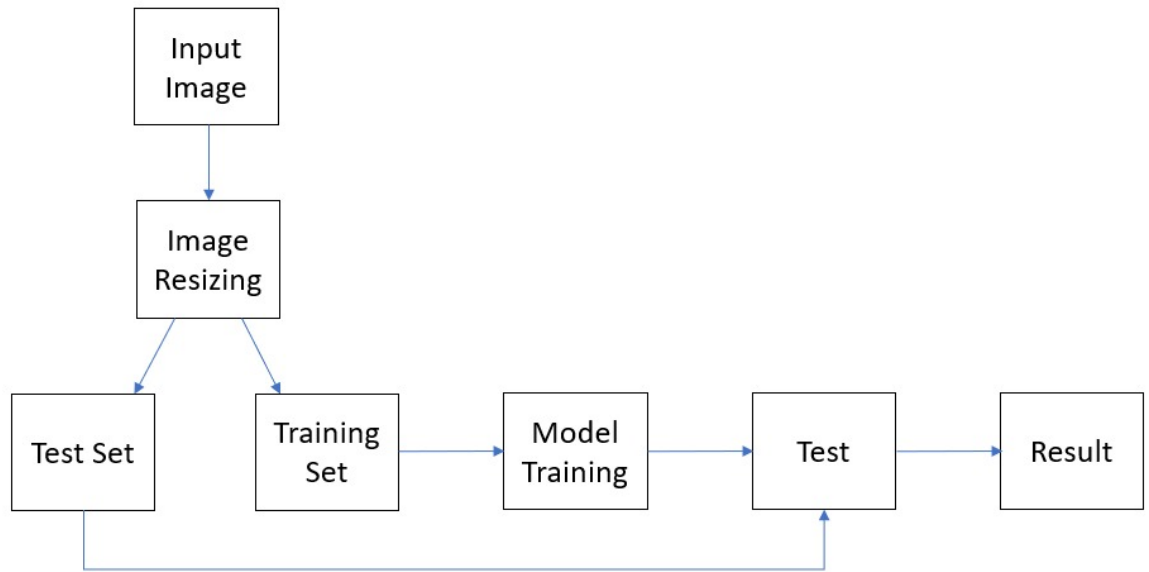 Input
Image
Image
Resizing
Test Set
Training
Set
Model
Training
Test
Result